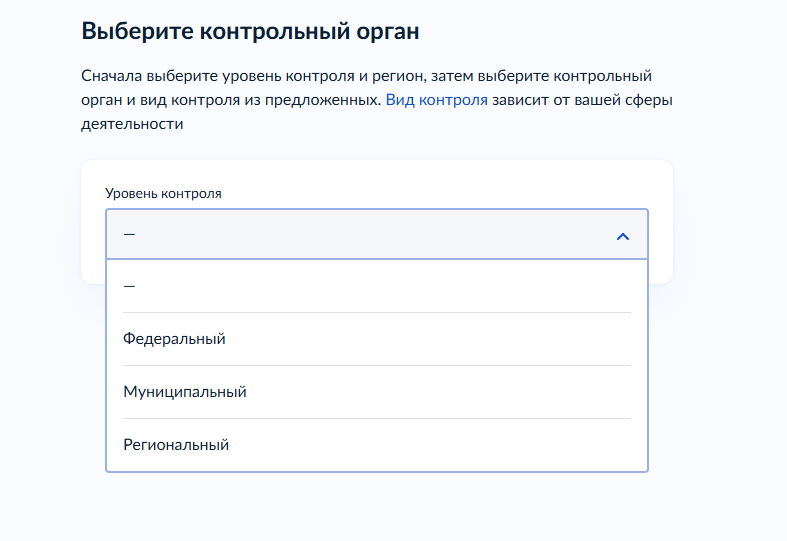 Выберите контрольный орган
Сначала выберите уровень контроля и регион, затем выберите контрольный
орган и вид контроля из предложенных. Вид контроля зависит от вашей сферы
деятельности
Уровень контроля
—
—
Федеральный
Муниципальный
Региональный